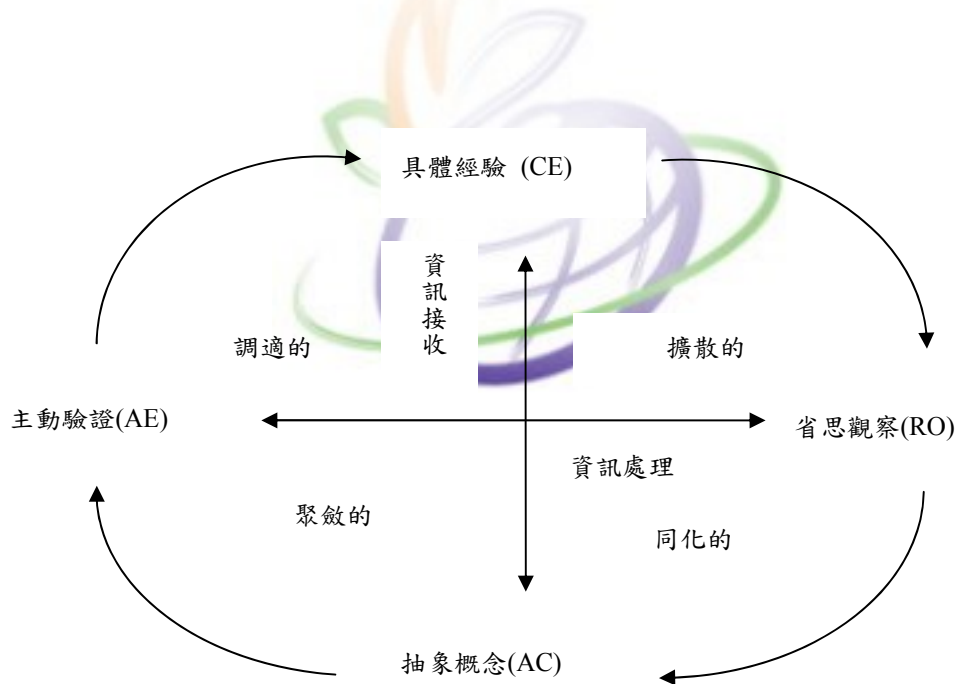 具體經驗 (CE)
資訊接收
調適的
擴散的
主動驗證(AE)
省思觀察(RO)
資訊處理
聚斂的
同化的
抽象概念(AC)